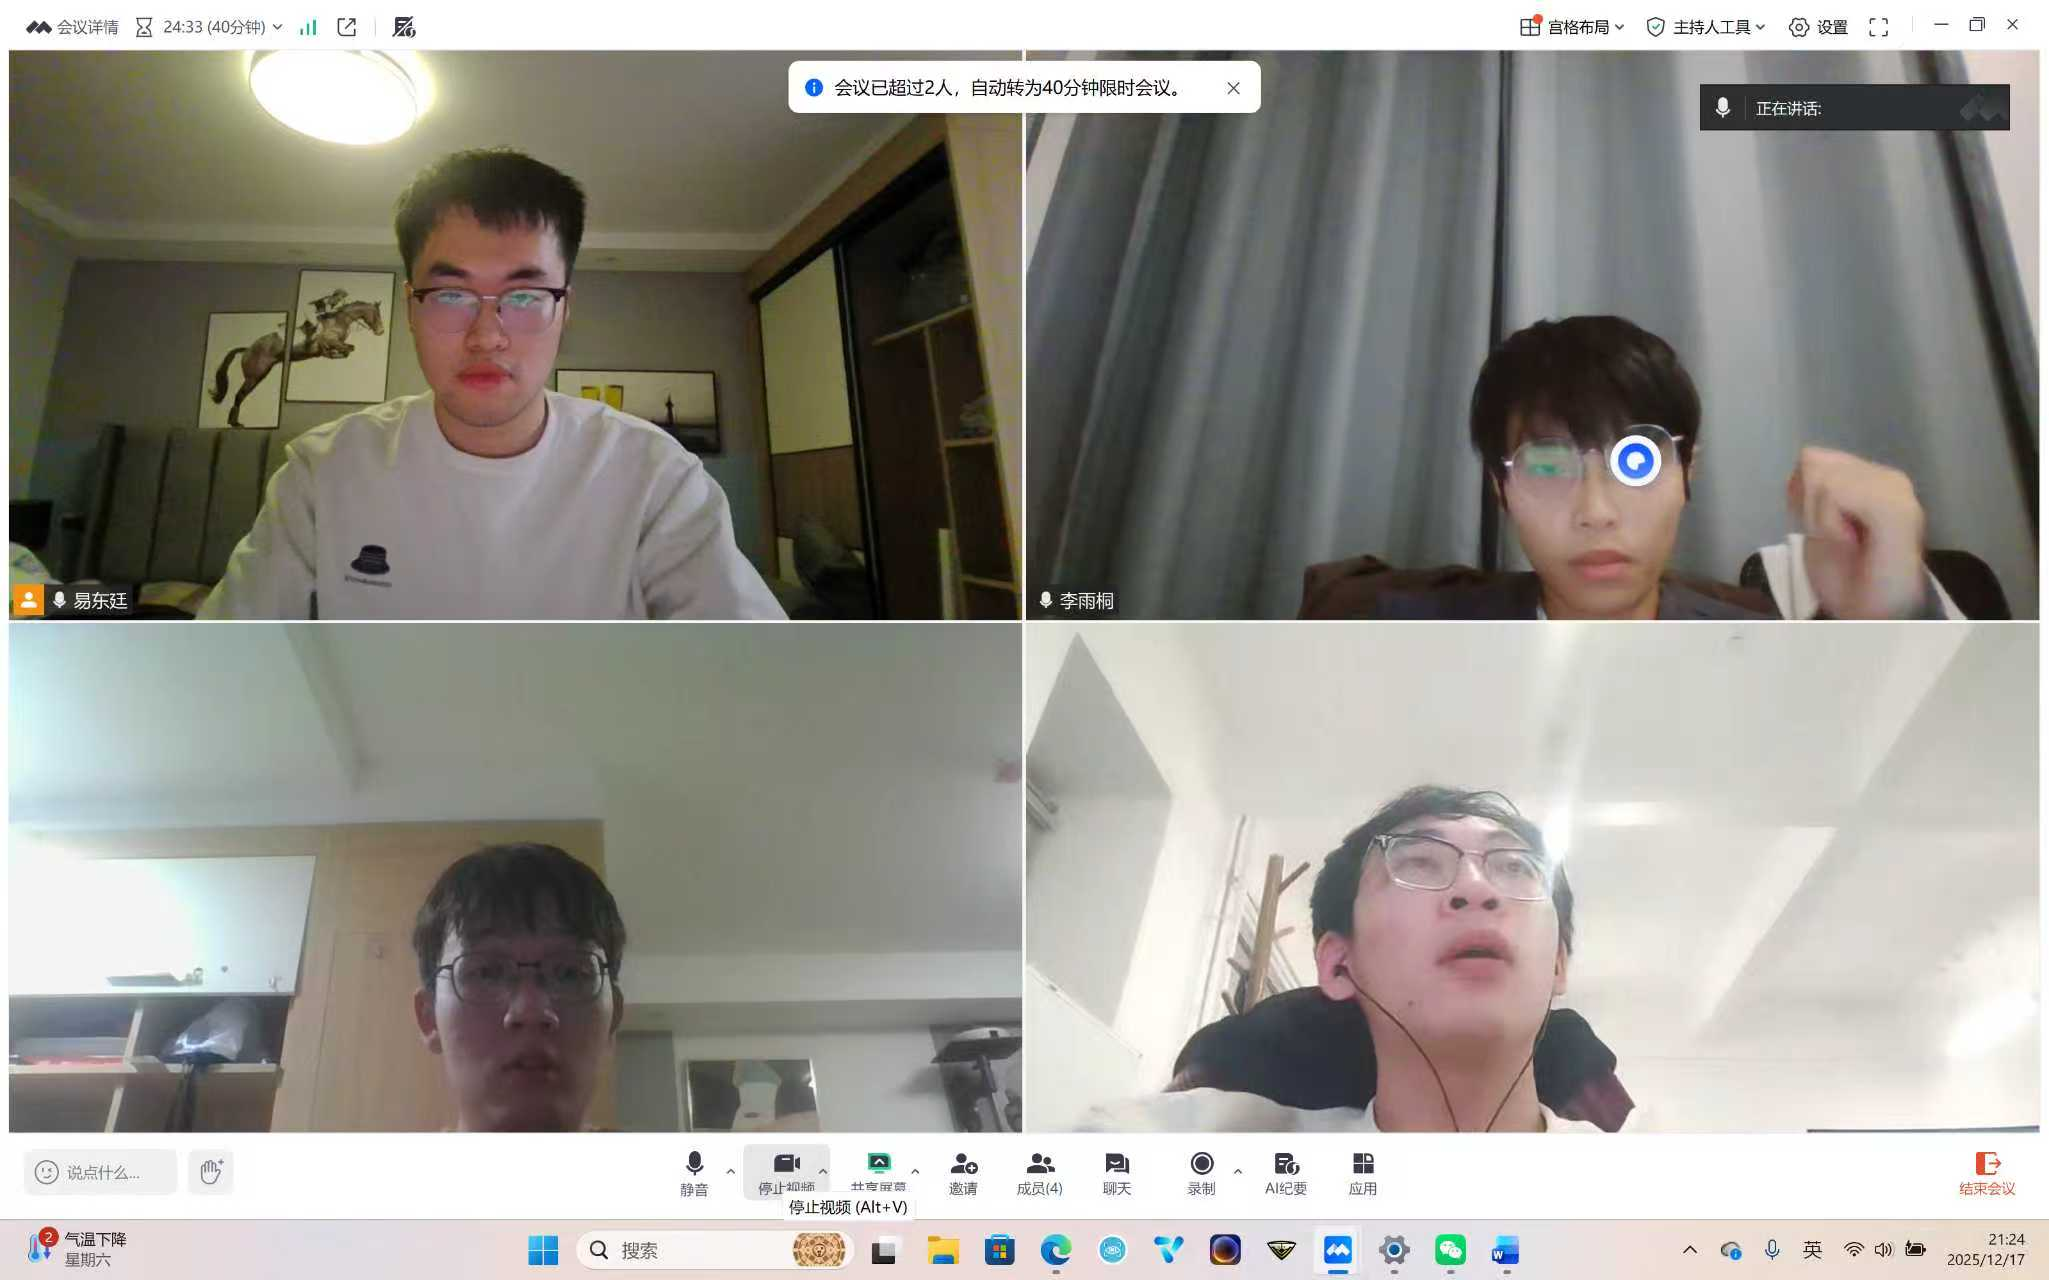 会议详情 24:33 (40分钟)
宫格布局 主持人工具 设置
会议已超过2人，自动转为40分钟限时会议。
正在讲话:
易东廷
李雨桐
说点什么...
静音 停止视频 共享屏幕 邀请 成员(4) 聊天 录制 AI纪要 应用 结束会议
停止视频 (Alt+V)
2
气温下降
星期六
搜索
英
21:24
2025/12/17